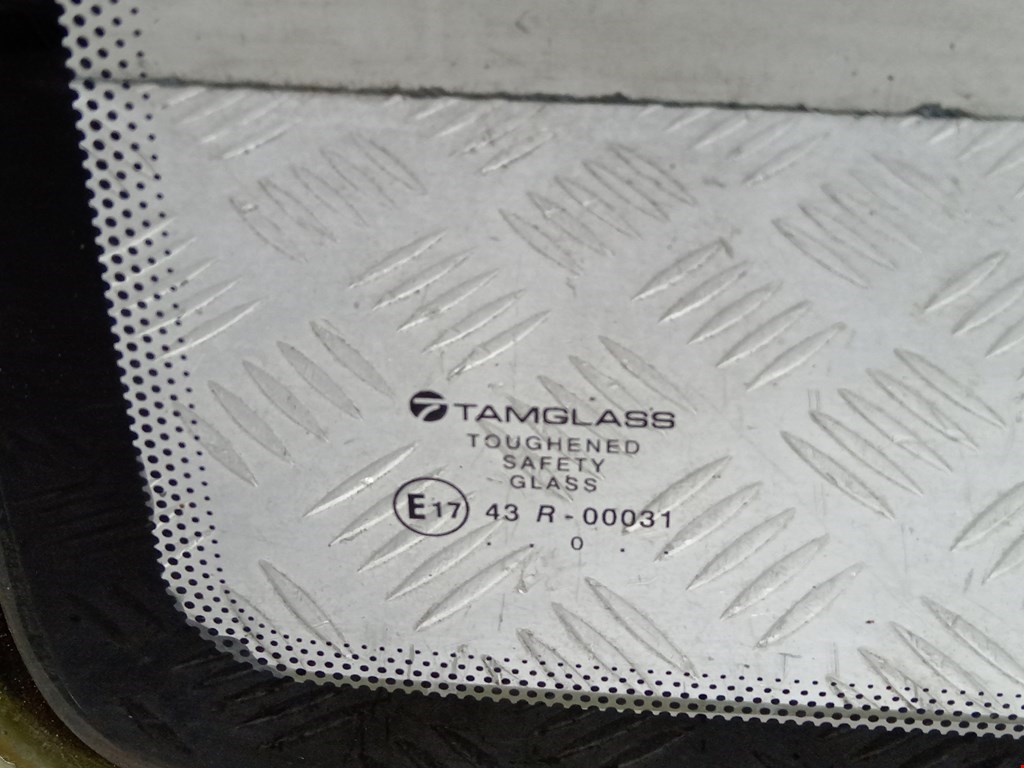 TAMGLASS
TOUGHENED
SAFETY
GLASS
E17 43 R-00031
. . 0 . .